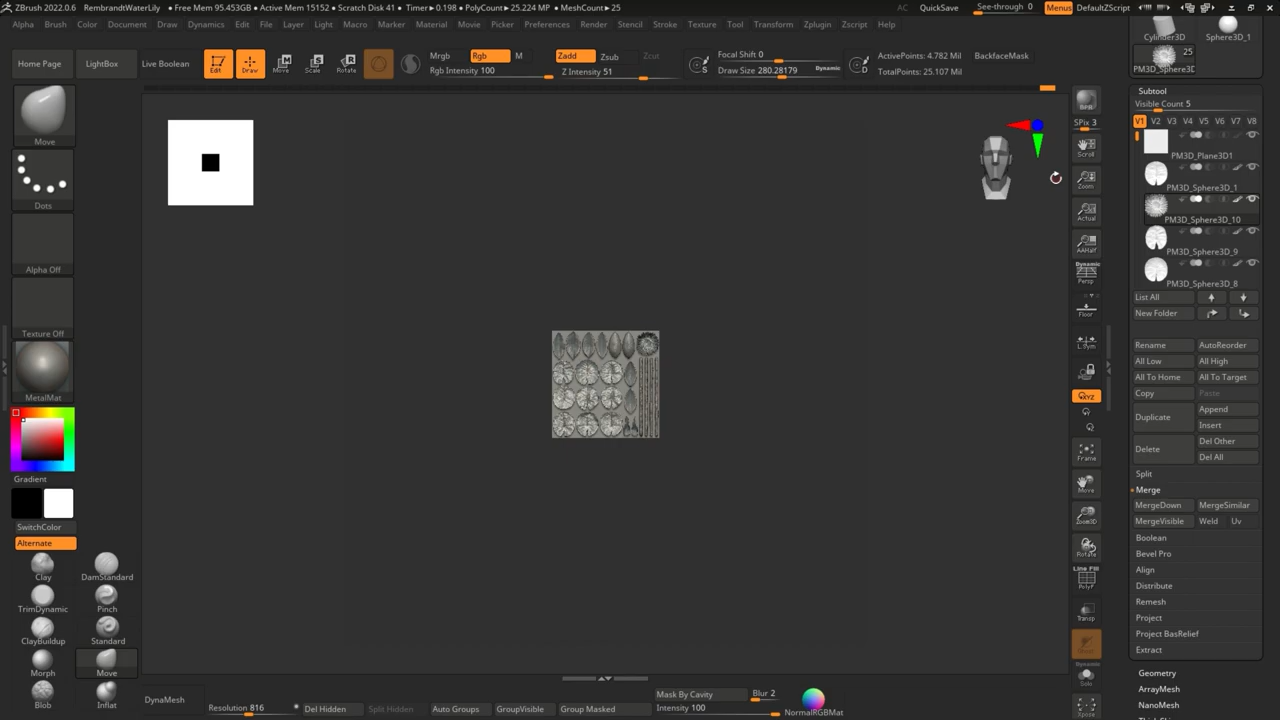 ZBrush 2022.0.6 RembrandtWaterLily • Free Mem 95.453GB • Active Mem 15152 • Scratch Disk 41 • Timer▸0.198 • PolyCount▸25.224 MP • MeshCount▸25 AC QuickSave See-through 0 Menus DefaultZScript
Alpha Brush Color Document Draw Dynamics Edit File Layer Light Macro Marker Material Movie Picker Preferences Render Stencil Stroke Texture Tool Transform Zplugin Zscript Help
Home Page LightBox Live Boolean Edit Draw Move Scale Rotate
Mrgb Rgb M Zadd Zsub Zcut
Rgb Intensity 100 Z Intensity 51
Focal Shift 0
Draw Size 280.28179 Dynamic
ActivePoints: 4.782 Mil BackfaceMask
TotalPoints: 25.107 Mil
S
D
Move
Dots
Alpha Off
Texture Off
MetalMat
Gradient
SwitchColor
Alternate
Clay DamStandard
TrimDynamic Pinch
ClayBuildup Standard
Morph Move
Blob Inflat
DynaMesh
Resolution 816
Del Hidden Split Hidden Auto Groups GroupVisible Group Masked
Mask By Cavity Blur 2
Intensity 100
NormalRGBMat
BPR
SPix 3
Scroll
Zoom
Actual
AAHalf
Dynamic
Persp
Floor
L.Sym
XYZ
Frame
Move
Zoom3D
Rotate
Line Fill
PolyF
Transp
Dynamic
Solo
Xpose
Cylinder3D Sphere3D_1
25
PM3D_Sphere3D
Subtool
Visible Count 5
V1 V2 V3 V4 V5 V6 V7 V8
PM3D_Plane3D1
PM3D_Sphere3D_1
PM3D_Sphere3D_10
PM3D_Sphere3D_9
PM3D_Sphere3D_8
List All
New Folder
Rename AutoReorder
All Low All High
All To Home All To Target
Copy Paste
Duplicate Append
Insert
Delete Del Other
Del All
Split
Merge
MergeDown MergeSimilar
MergeVisible Weld Uv
Boolean
Bevel Pro
Align
Distribute
Remesh
Project
Project BasRelief
Extract
Geometry
ArrayMesh
NanoMesh